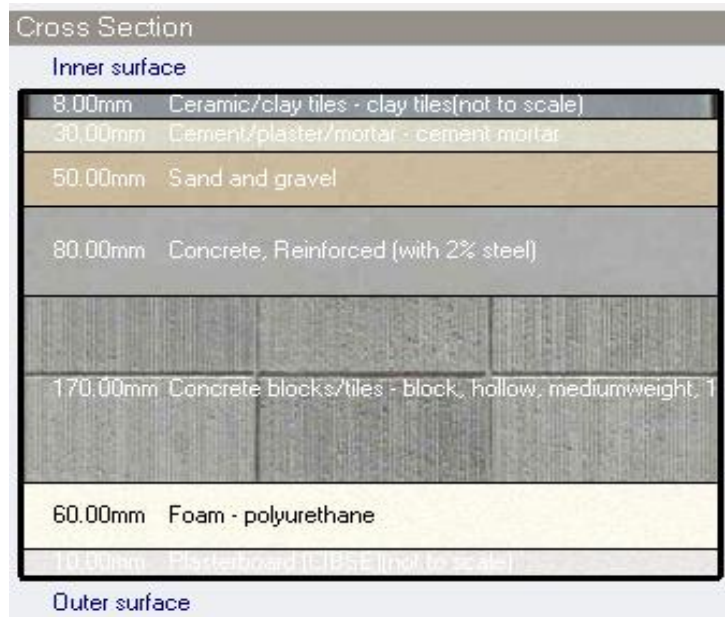 Cross Section
Inner surface
8.00mm Ceramic/clay tiles - clay tiles(not to scale)
30.00mm Cement/plaster/mortar - cement mortar
50.00mm Sand and gravel
80.00mm Concrete, Reinforced (with 2% steel)
170.00mm Concrete blocks/tiles - block, hollow, mediumweight, 1
60.00mm Foam - polyurethane
10.00mm Plasterboard (CIBSE)(not to scale)
Outer surface